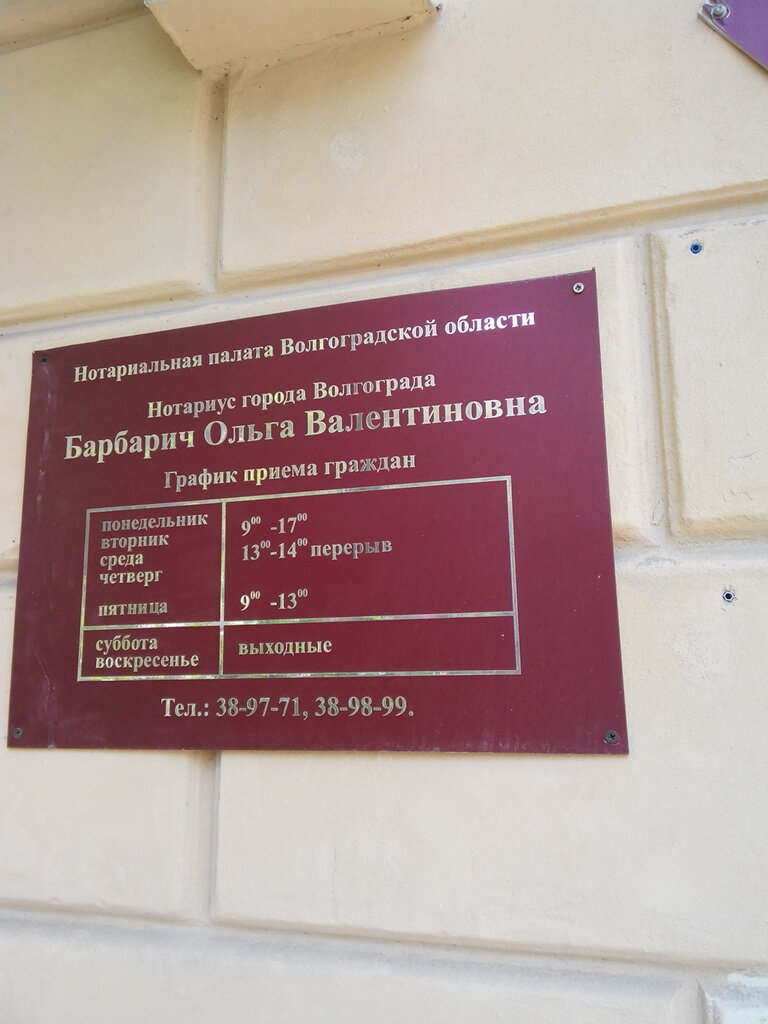 Нотариальная палата Волгоградской области
Нотариус города Волгограда
Барбарич Ольга Валентиновна
График приема граждан
понедельник 9⁰⁰ -17⁰⁰
вторник 13⁰⁰-14⁰⁰ перерыв
среда
четверг
пятница 9⁰⁰ -13⁰⁰
суббота выходные
воскресенье
Тел.: 38-97-71, 38-98-99.